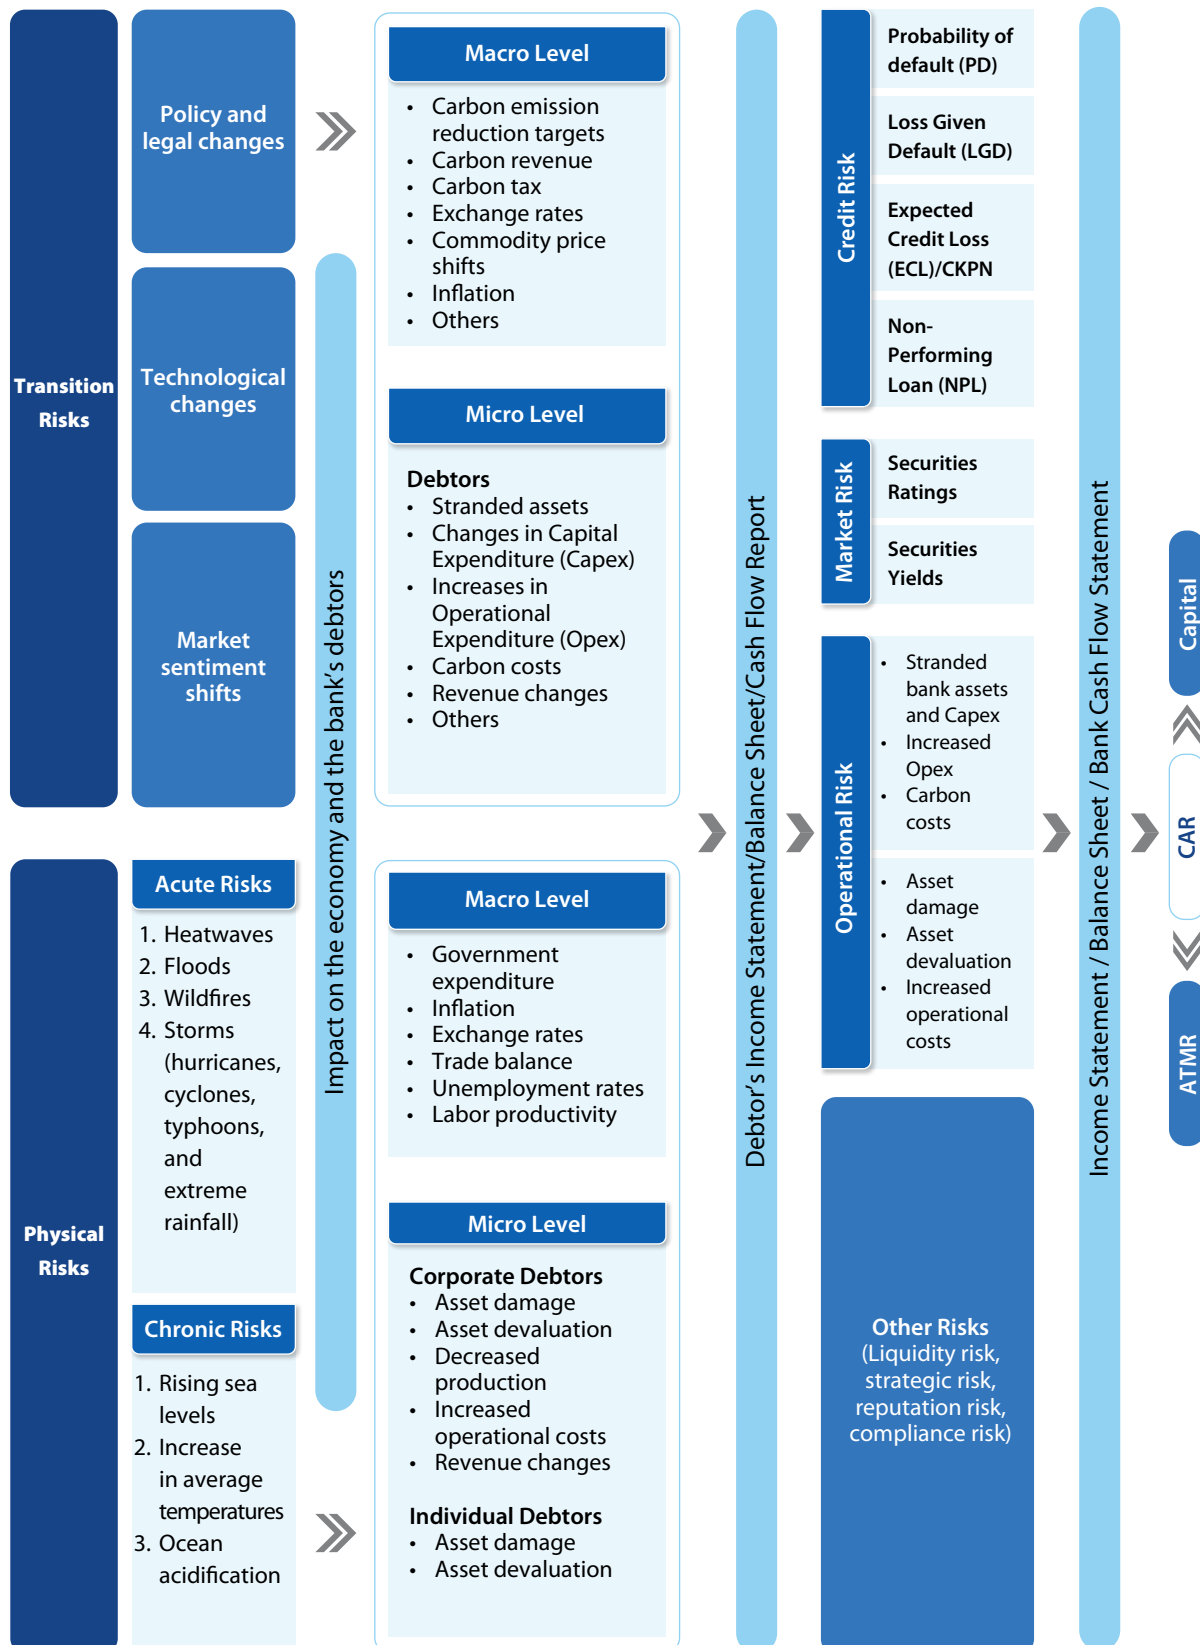 Transition
Risks
Policy and
legal changes
Technological
changes
Market
sentiment
shifts
Physical
Risks
Acute Risks
1. Heatwaves
2. Floods
3. Wildfires
4. Storms
(hurricanes,
cyclones,
typhoons,
and
extreme
rainfall)
Chronic Risks
1. Rising sea
levels
2. Increase
in average
temperatures
3. Ocean
acidification
Impact on the economy and the bank’s debtors
Macro Level
• Carbon emission
reduction targets
• Carbon revenue
• Carbon tax
• Exchange rates
• Commodity price
shifts
• Inflation
• Others
Micro Level
Debtors
• Stranded assets
• Changes in Capital
Expenditure (Capex)
• Increases in
Operational
Expenditure (Opex)
• Carbon costs
• Revenue changes
• Others
Macro Level
• Government
expenditure
• Inflation
• Exchange rates
• Trade balance
• Unemployment rates
• Labor productivity
Micro Level
Corporate Debtors
• Asset damage
• Asset devaluation
• Decreased
production
• Increased
operational costs
• Revenue changes
Individual Debtors
• Asset damage
• Asset devaluation
Debtor’s Income Statement/Balance Sheet/Cash Flow Report
Credit Risk
Probability of
default (PD)
Loss Given
Default (LGD)
Expected
Credit Loss
(ECL)/CKPN
Non-
Performing
Loan (NPL)
Market Risk
Securities
Ratings
Securities
Yields
Operational Risk
• Stranded
bank assets
and Capex
• Increased
Opex
• Carbon
costs
• Asset
damage
• Asset
devaluation
• Increased
operational
costs
Other Risks
(Liquidity risk,
strategic risk,
reputation risk,
compliance risk)
Income Statement / Balance Sheet / Bank Cash Flow Statement
Capital
CAR
ATMR